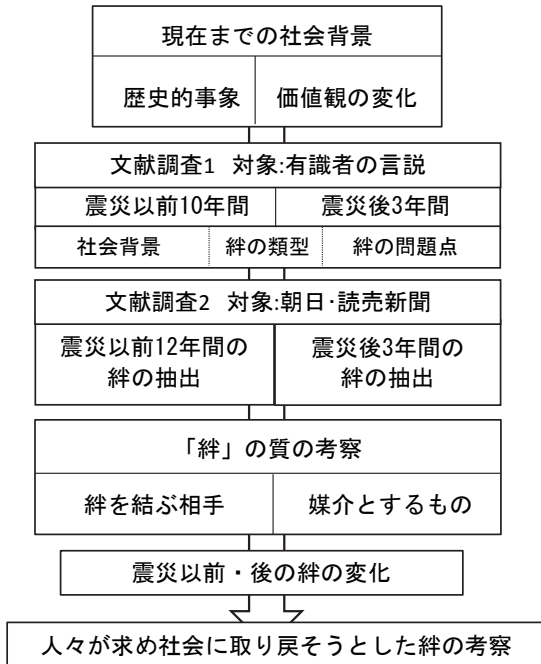 現在までの社会背景
歴史的事象 価値観の変化
文献調査1 対象:有識者の言説
震災以前10年間 震災後3年間
社会背景 絆の類型 絆の問題点
文献調査2 対象:朝日・読売新聞
震災以前12年間の 震災後3年間の
絆の抽出 絆の抽出
「絆」の質の考察
絆を結ぶ相手 媒介とするもの
震災以前・後の絆の変化
人々が求め社会に取り戻そうとした絆の考察